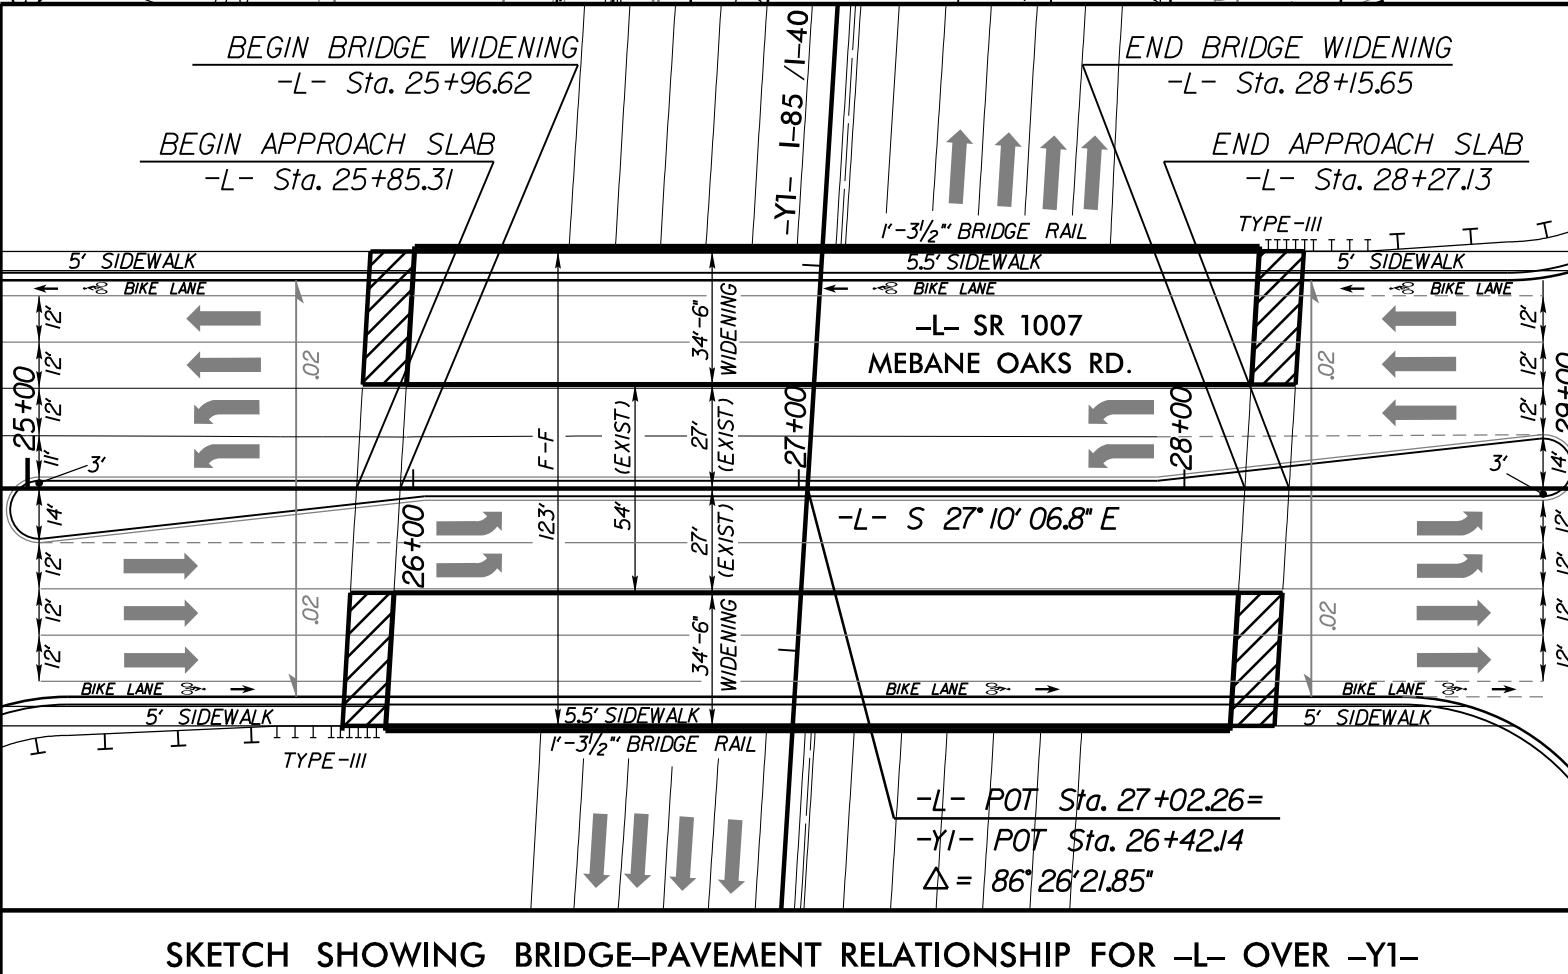 BEGIN BRIDGE WIDENING
-L- Sta. 25+96.62
BEGIN APPROACH SLAB
-L- Sta. 25+85.31
-Y1- I-85 /I-40
END BRIDGE WIDENING
-L- Sta. 28+15.65
END APPROACH SLAB
-L- Sta. 28+27.13
1'-3½"' BRIDGE RAIL
TYPE-III
5' SIDEWALK
5.5' SIDEWALK
5' SIDEWALK
BIKE LANE
BIKE LANE
BIKE LANE
12'
12'
12'
11'
3'
14'
12'
12'
12'
25+00
.02
.02
26+00
123' F-F
54' (EXIST)
34'-6" WIDENING
27' (EXIST)
27' (EXIST)
34'-6" WIDENING
27+00
-L- SR 1007
MEBANE OAKS RD.
28+00
-L- S 27° 10' 06.8" E
.02
.02
12'
12'
12'
29+00
3'
14'
12'
12'
12'
12'
BIKE LANE
BIKE LANE
BIKE LANE
5' SIDEWALK
5.5' SIDEWALK
5' SIDEWALK
TYPE-III
1'-3½"' BRIDGE RAIL
-L- POT Sta. 27+02.26=
-Y1- POT Sta. 26+42.14
△ = 86° 26' 21.85"
SKETCH SHOWING BRIDGE-PAVEMENT RELATIONSHIP FOR -L- OVER -Y1-